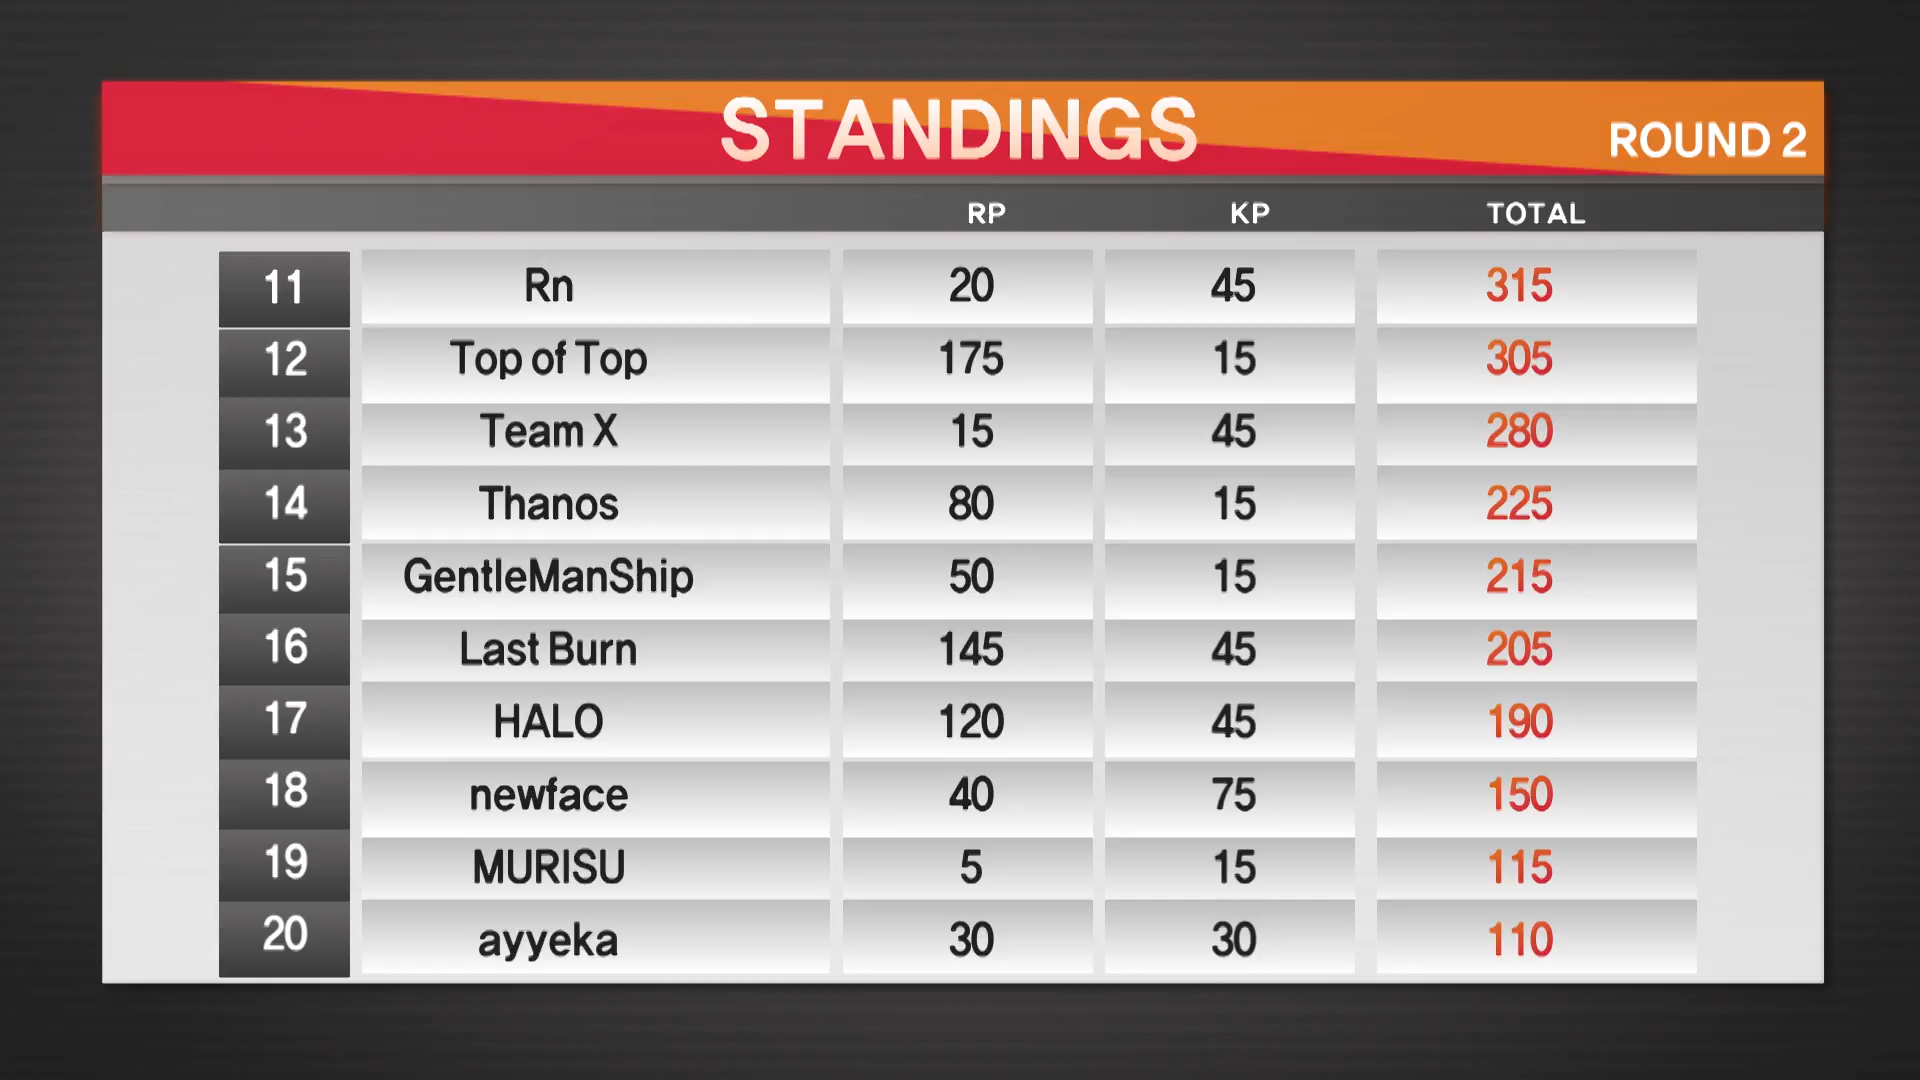 STANDINGS
ROUND 2
RP KP TOTAL
11 Rn 20 45 315
12 Top of Top 175 15 305
13 Team X 15 45 280
14 Thanos 80 15 225
15 GentleManShip 50 15 215
16 Last Burn 145 45 205
17 HALO 120 45 190
18 newface 40 75 150
19 MURISU 5 15 115
20 ayyeka 30 30 110